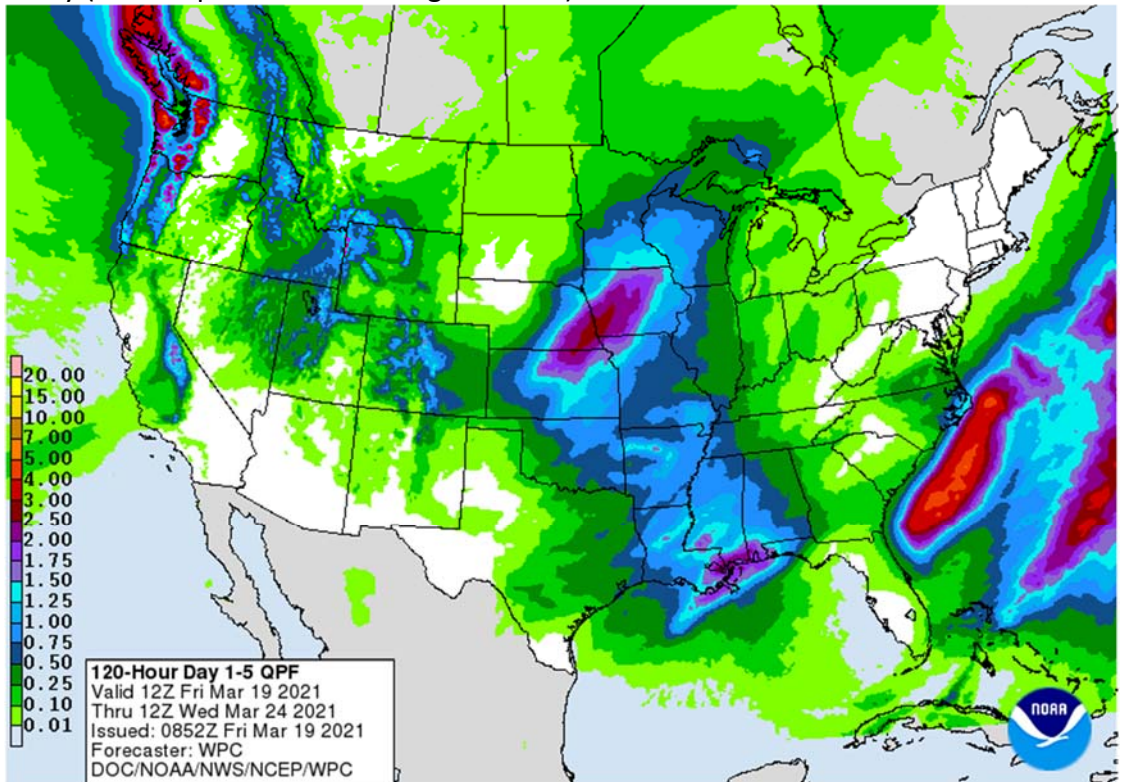 20.00
15.00
10.00
7.00
5.00
4.00
3.00
2.50
2.00
1.75
1.50
1.25
1.00
0.75
0.50
0.25
0.10
0.01
120-Hour Day 1-5 QPF
Valid 12Z Fri Mar 19 2021
Thru 12Z Wed Mar 24 2021
Issued: 0852Z Fri Mar 19 2021
Forecaster: WPC
DOC/NOAA/NWS/NCEP/WPC
NOAA